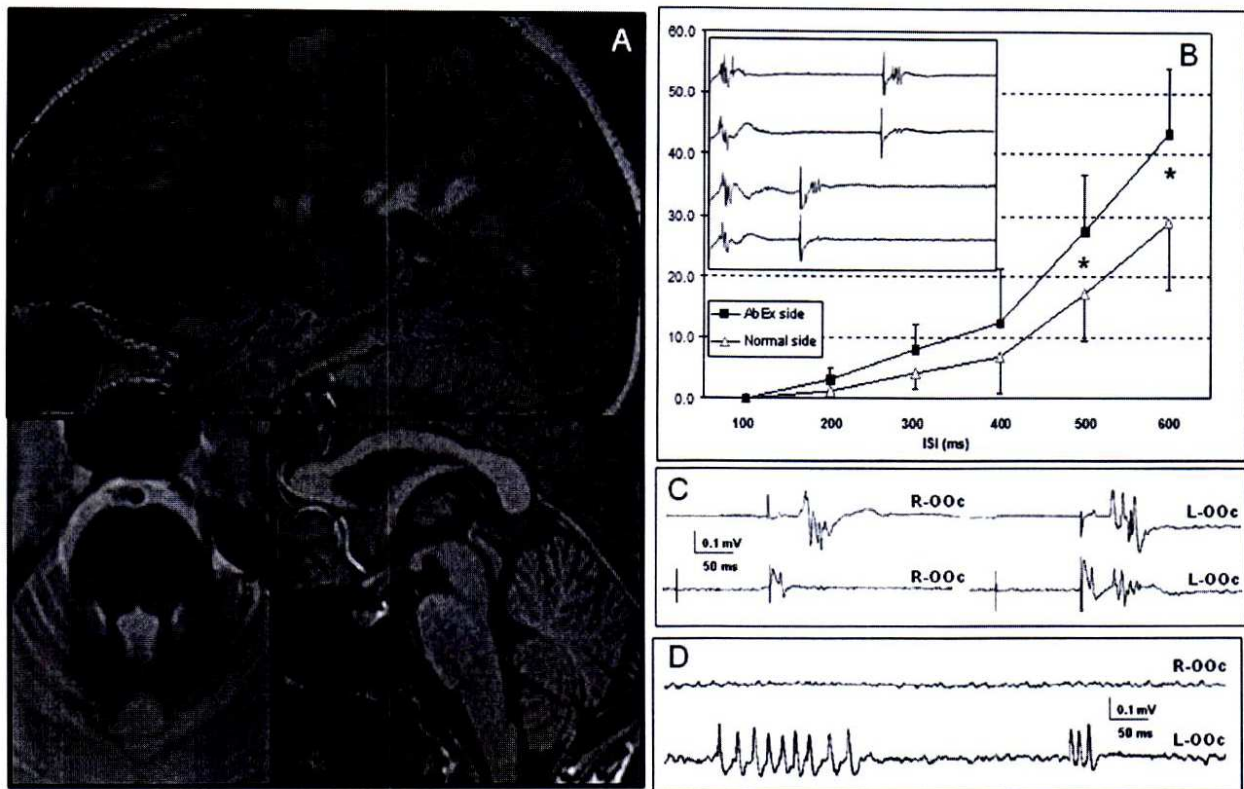 A
B
60.0
50.0
40.0
30.0
20.0
10.0
0.0
AbEx side
Normal side
*
*
100 200 300 400 500 600
ISI (ms)
C
R-OOc L-OOc
0.1 mV
50 ms
R-OOc L-OOc
D
R-OOc
0.1 mV
50 ms
L-OOc